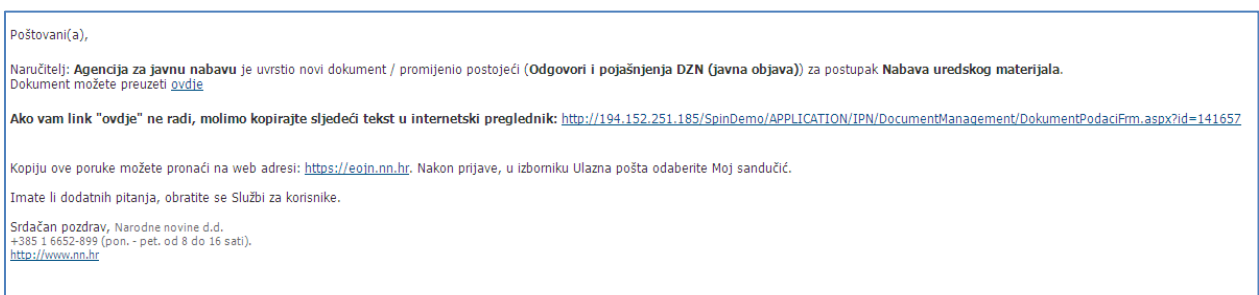 Poštovani(a),
Naručitelj: Agencija za javnu nabavu je uvrstio novi dokument / promijenio postojeći (Odgovori i pojašnjenja DZN (javna objava)) za postupak Nabava uredskog materijala.
Dokument možete preuzeti ovdje
Ako vam link "ovdje" ne radi, molimo kopirajte sljedeći tekst u internetski preglednik: http://194.152.251.185/SpinDemo/APPLICATION/IPN/DocumentManagement/DokumentPodaciFrm.aspx?id=141657
Kopiju ove poruke možete pronaći na web adresi: https://eojn.nn.hr. Nakon prijave, u izborniku Ulazna pošta odaberite Moj sandučić.
Imate li dodatnih pitanja, obratite se Službi za korisnike.
Srdačan pozdrav, Narodne novine d.d.
+385 1 6652-899 (pon. - pet. od 8 do 16 sati).
http://www.nn.hr